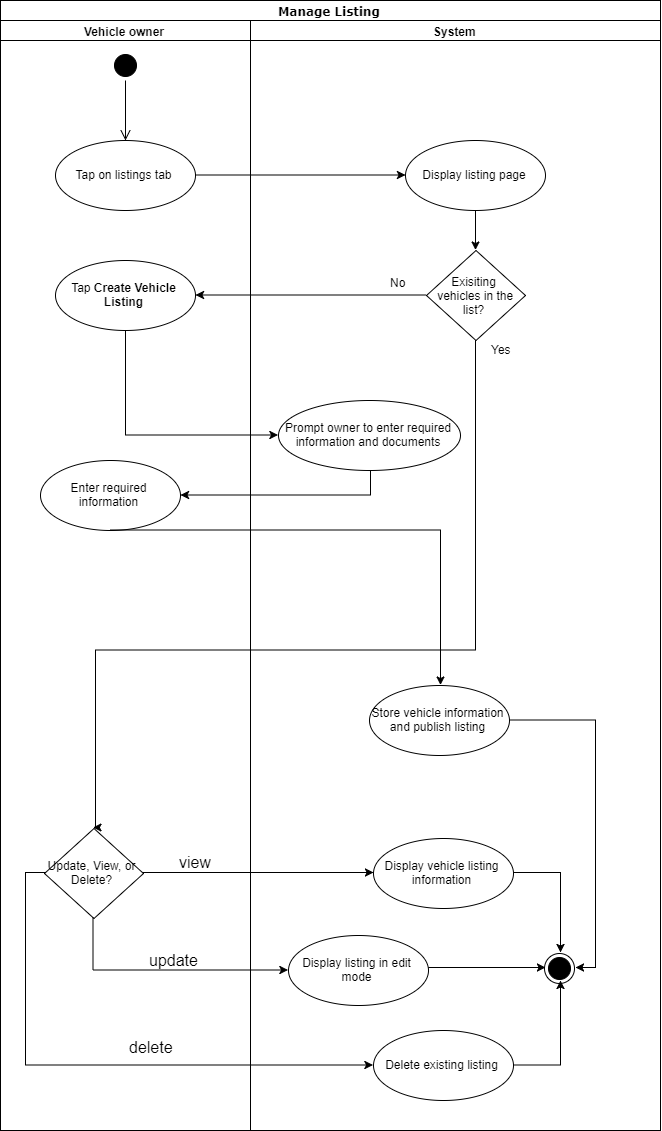 Manage Listing
Vehicle owner
System
Tap on listings tab
Display listing page
Tap Create Vehicle
Listing
No
Exisiting
vehicles in the
list?
Yes
Prompt owner to enter required
information and documents
Enter required
information
Store vehicle information
and publish listing
Update, View, or
Delete?
view
Display vehicle listing
information
update
Display listing in edit
mode
delete
Delete existing listing